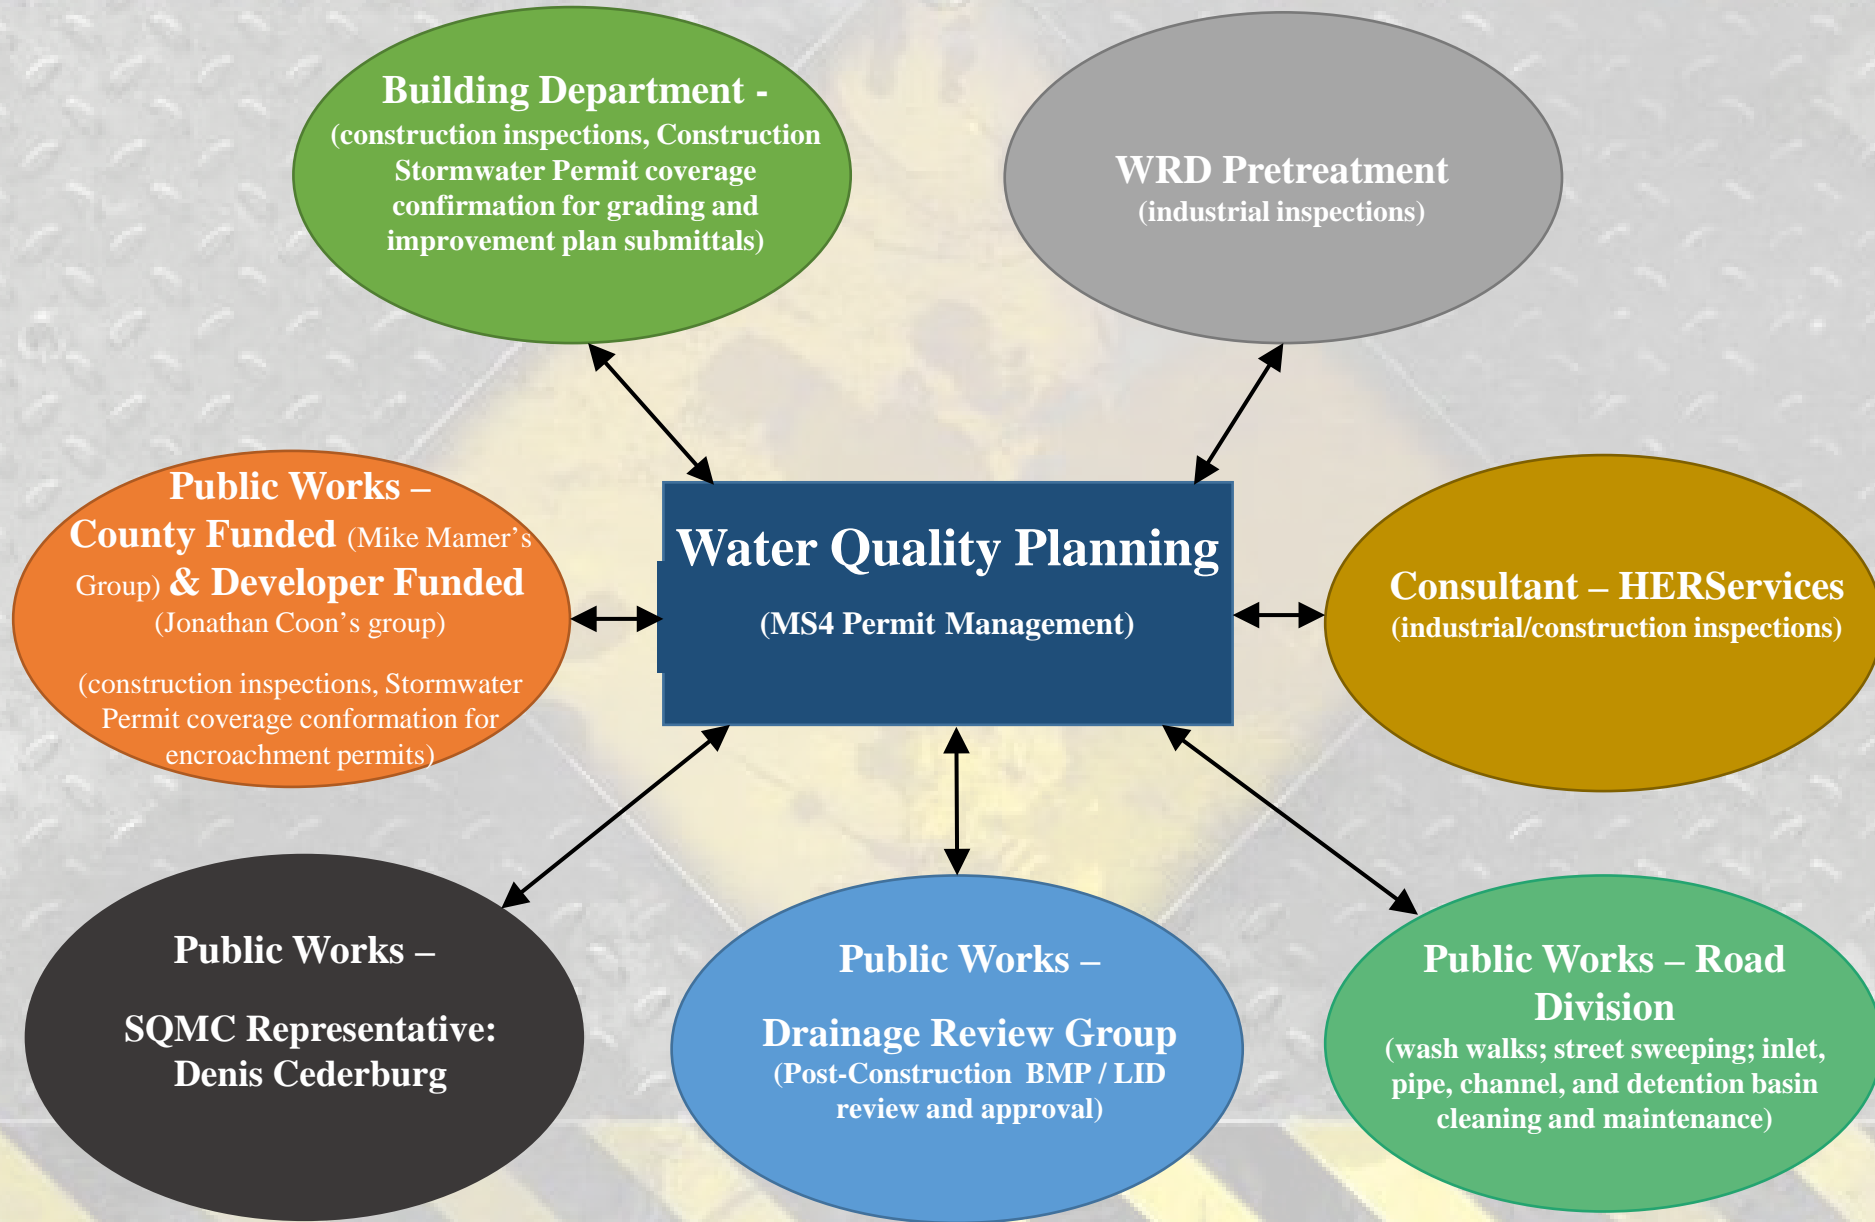 Building Department -
(construction inspections, Construction
Stormwater Permit coverage
confirmation for grading and
improvement plan submittals)
WRD Pretreatment
(industrial inspections)
Public Works –
County Funded (Mike Mamer’s
Group) & Developer Funded
(Jonathan Coon’s group)
(construction inspections, Stormwater
Permit coverage conformation for
encroachment permits)
Water Quality Planning
(MS4 Permit Management)
Consultant – HERServices
(industrial/construction inspections)
Public Works –
SQMC Representative:
Denis Cederburg
Public Works –
Drainage Review Group
(Post-Construction BMP / LID
review and approval)
Public Works – Road
Division
(wash walks; street sweeping; inlet,
pipe, channel, and detention basin
cleaning and maintenance)